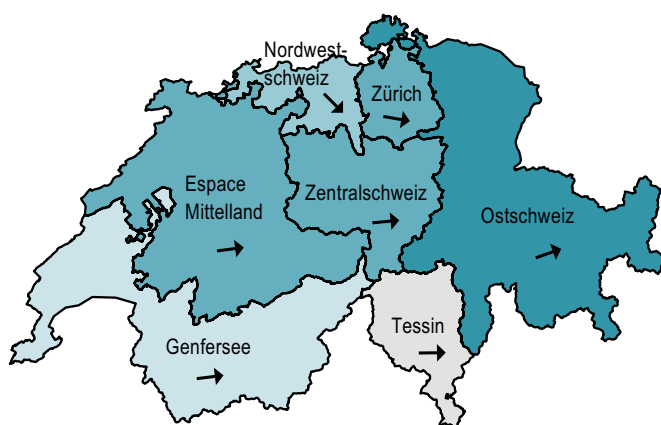 Nordwest-
schweiz
Zürich
Espace
Mittelland
Zentralschweiz
Ostschweiz
Tessin
Genfersee